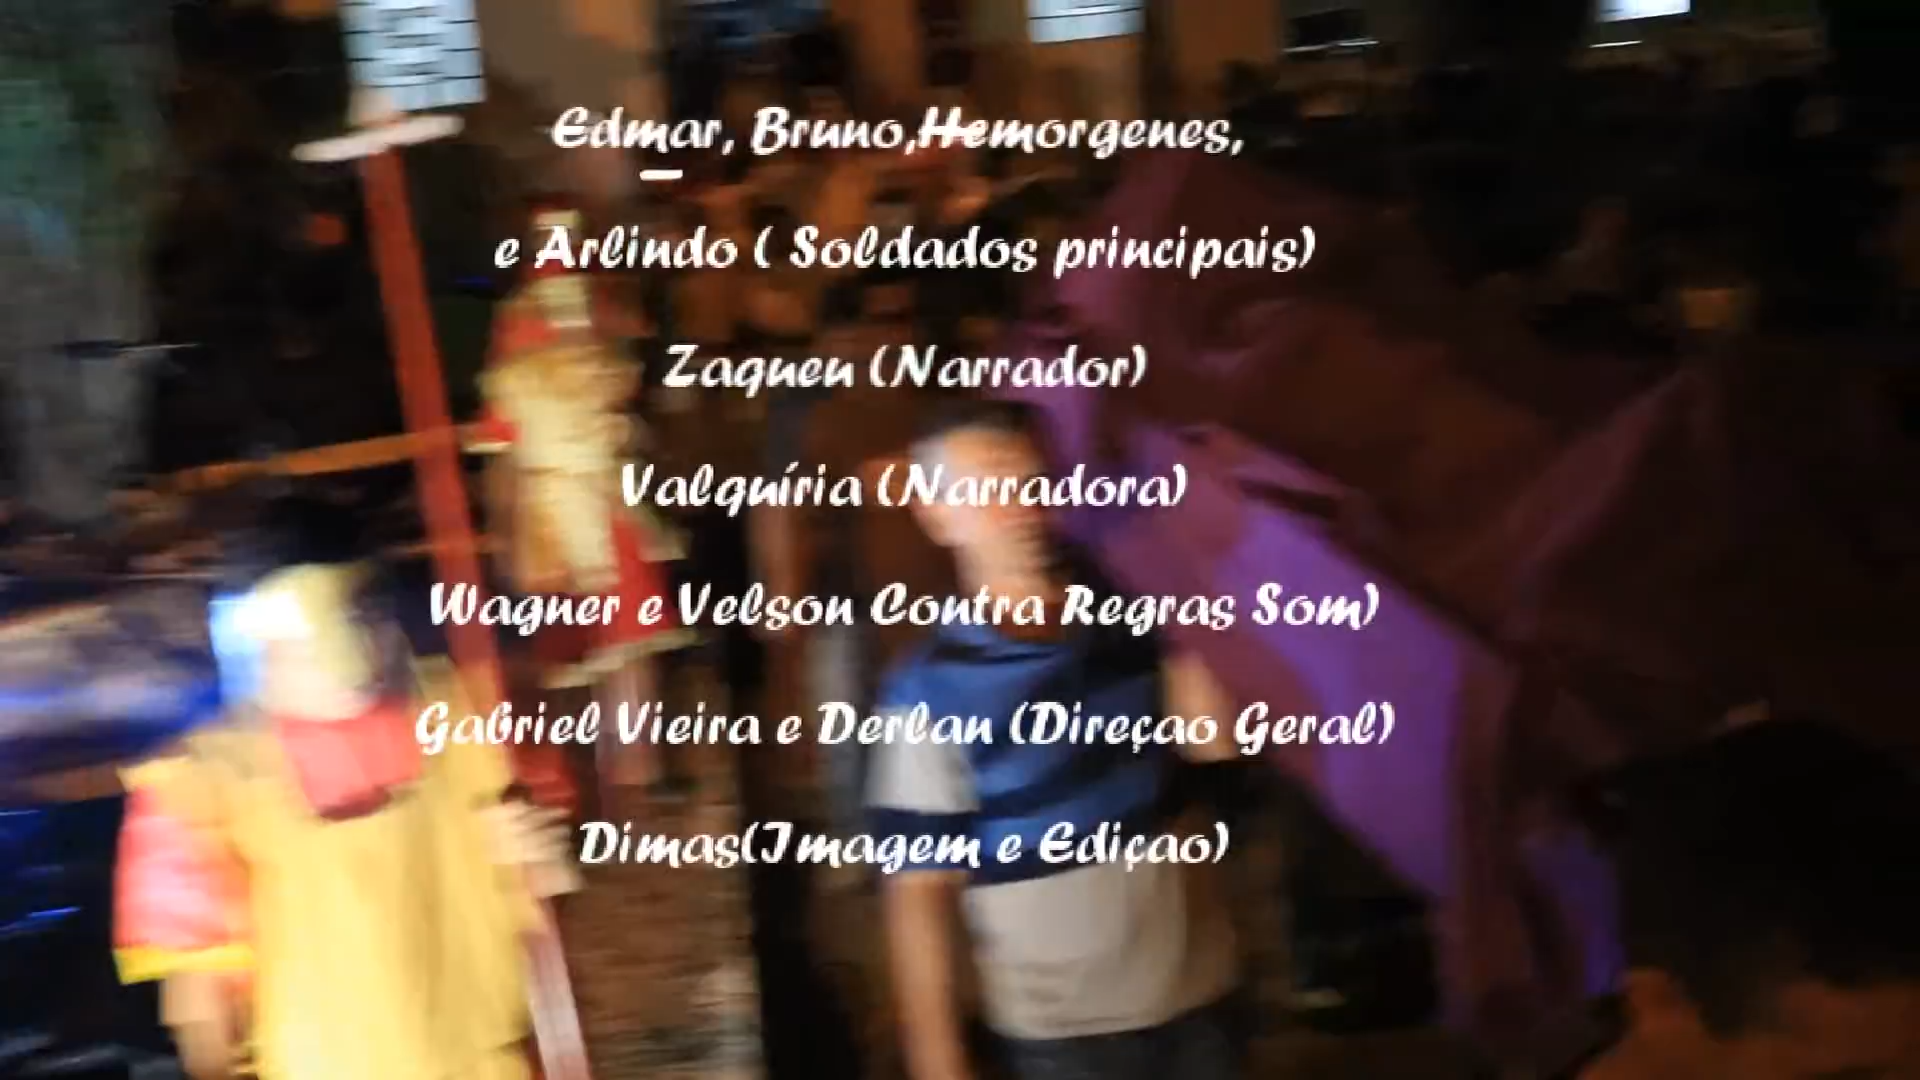 Edmar, Bruno,Hemorgenes,
e Arlindo ( Soldados principais)
Zaqueu (Narrador)
Valquíria (Narradora)
Wagner e Velson Contra Regras Som)
Gabriel Vieira e Derlan (Direçao Geral)
Dimas(Imagem e Ediçao)